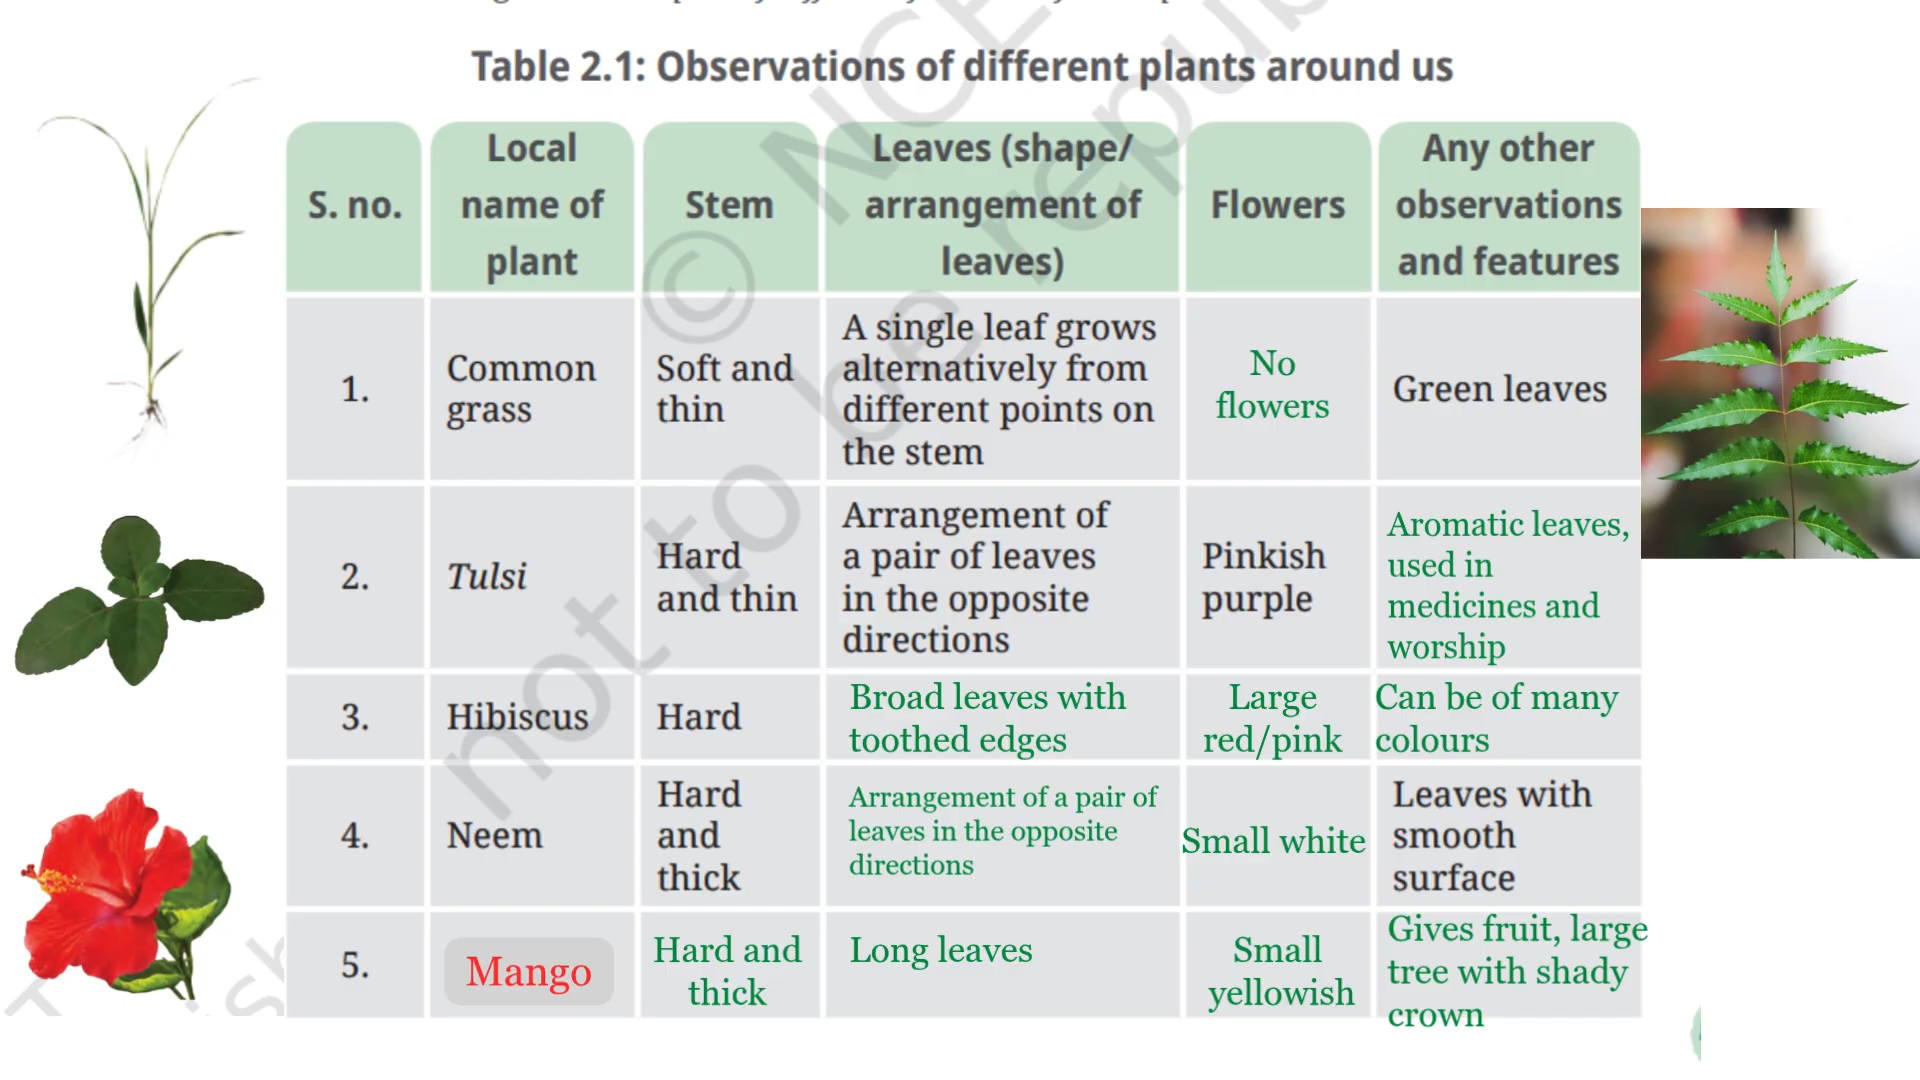 Table 2.1: Observations of different plants around us
S. no.
Local
name of
plant
Stem
Leaves (shape/
arrangement of
leaves)
Flowers
Any other
observations
and features
1.
Common
grass
Soft and
thin
A single leaf grows
alternatively from
different points on
the stem
No
flowers
Green leaves
2.
Tulsi
Hard
and thin
Arrangement of
a pair of leaves
in the opposite
directions
Pinkish
purple
Aromatic leaves,
used in
medicines and
worship
3.
Hibiscus
Hard
Broad leaves with
toothed edges
Large
red/pink
Can be of many
colours
4.
Neem
Hard
and
thick
Arrangement of a pair of
leaves in the opposite
directions
Small white
Leaves with
smooth
surface
5.
Mango
Hard and
thick
Long leaves
Small
yellowish
Gives fruit, large
tree with shady
crown
© NCE
not to be repub